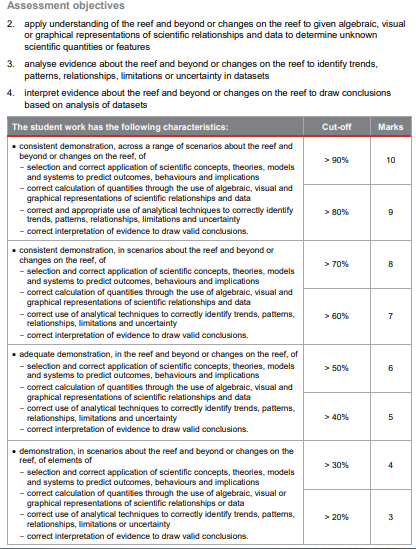 Assessment objectives
2. apply understanding of the reef and beyond or changes on the reef to given algebraic, visual
or graphical representations of scientific relationships and data to determine unknown
scientific quantities or features
3. analyse evidence about the reef and beyond or changes on the reef to identify trends,
patterns, relationships, limitations or uncertainty in datasets
4. interpret evidence about the reef and beyond or changes on the reef to draw conclusions
based on analysis of datasets
The student work has the following characteristics: Cut-off Marks
• consistent demonstration, across a range of scenarios about the reef and
beyond or changes on the reef, of
– selection and correct application of scientific concepts, theories, models
and systems to predict outcomes, behaviours and implications
– correct calculation of quantities through the use of algebraic, visual and
graphical representations of scientific relationships and data
– correct and appropriate use of analytical techniques to correctly identify
trends, patterns, relationships, limitations and uncertainty
– correct interpretation of evidence to draw valid conclusions.
> 90% 10
> 80% 9
• consistent demonstration, in scenarios about the reef and beyond or
changes on the reef, of
– selection and correct application of scientific concepts, theories, models
and systems to predict outcomes, behaviours and implications
– correct calculation of quantities through the use of algebraic, visual and
graphical representations of scientific relationships and data
– correct use of analytical techniques to correctly identify trends, patterns,
relationships, limitations and uncertainty
– correct interpretation of evidence to draw valid conclusions.
> 70% 8
> 60% 7
• adequate demonstration, in the reef and beyond or changes on the reef, of
– selection and correct application of scientific concepts, theories, models
and systems to predict outcomes, behaviours and implications
– correct calculation of quantities through the use of algebraic, visual and
graphical representations of scientific relationships and data
– correct use of analytical techniques to correctly identify trends, patterns,
relationships, limitations and uncertainty
– correct interpretation of evidence to draw valid conclusions.
> 50% 6
> 40% 5
• demonstration, in scenarios about the reef and beyond or changes on the
reef, of elements of
– selection and correct application of scientific concepts, theories, models
and systems to predict outcomes, behaviours and implications
– correct calculation of quantities through the use of algebraic, visual or
graphical representations of scientific relationships or data
– correct use of analytical techniques to correctly identify trends, patterns,
relationships, limitations or uncertainty
– correct interpretation of evidence to draw valid conclusions.
> 30% 4
> 20% 3